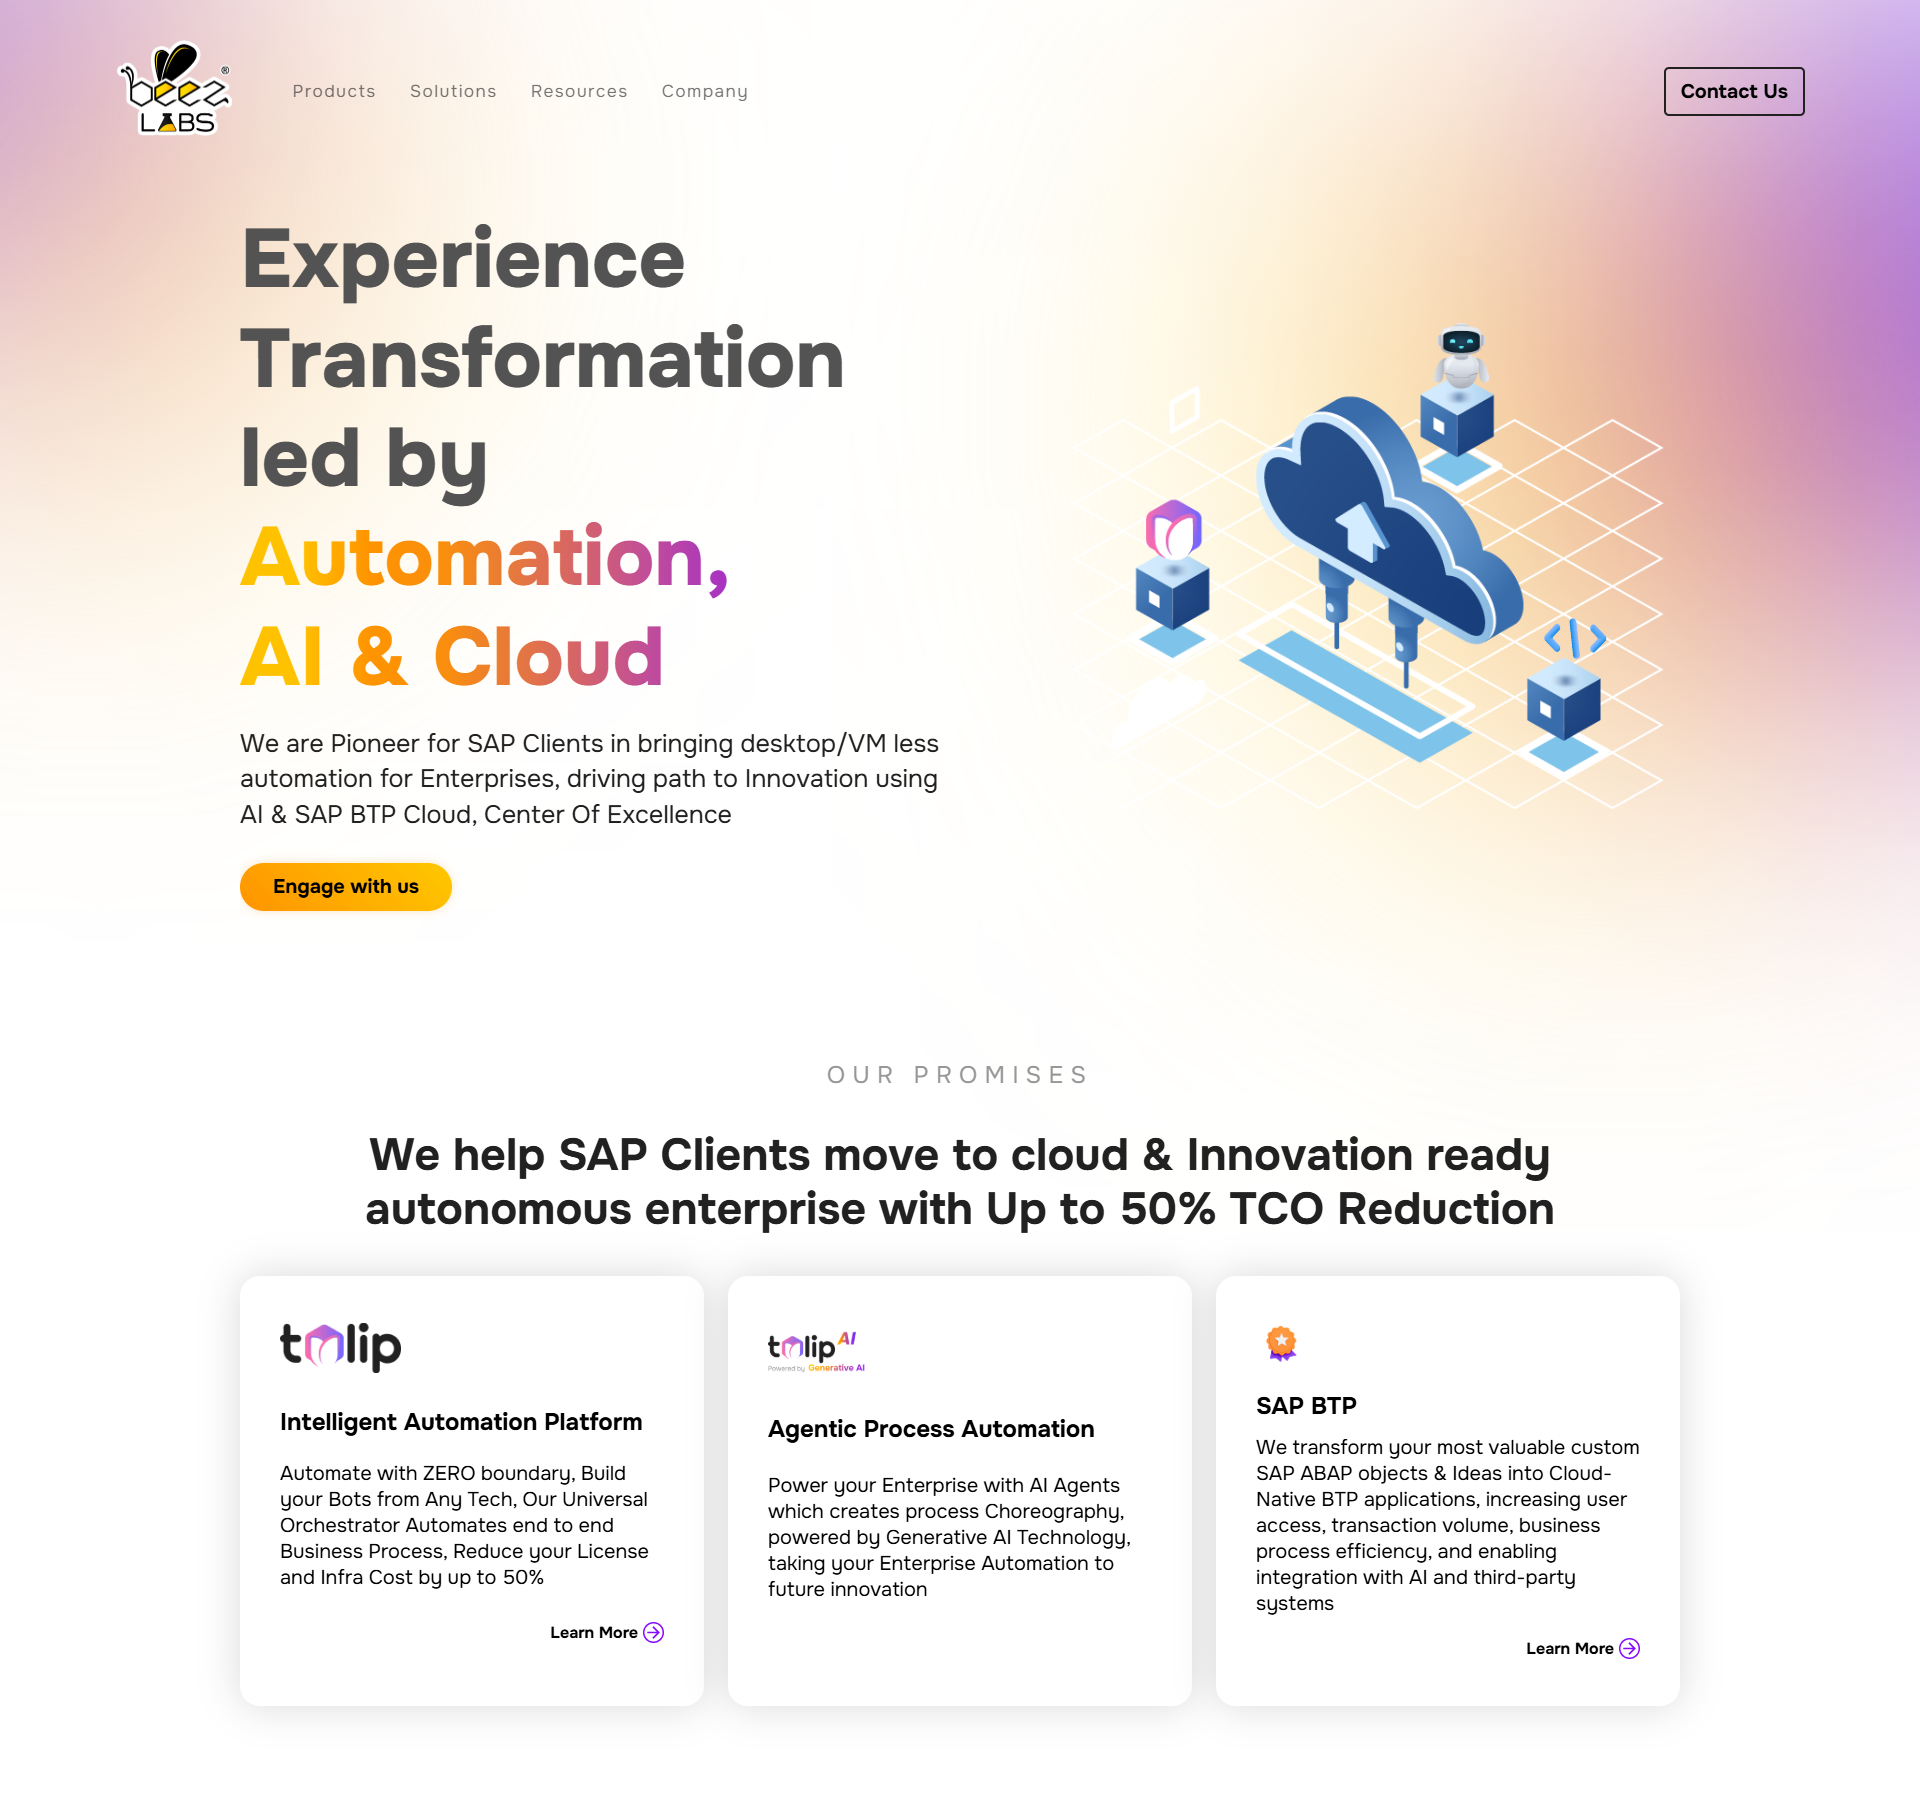 beez
LABS
®
Products
Solutions
Resources
Company
Contact Us
Experience
Transformation
led by
Automation,
AI & Cloud
We are Pioneer for SAP Clients in bringing desktop/VM less
automation for Enterprises, driving path to Innovation using
AI & SAP BTP Cloud, Center Of Excellence
Engage with us
OUR PROMISES
We help SAP Clients move to cloud & Innovation ready
autonomous enterprise with Up to 50% TCO Reduction
tulip
Intelligent Automation Platform
Automate with ZERO boundary, Build
your Bots from Any Tech, Our Universal
Orchestrator Automates end to end
Business Process, Reduce your License
and Infra Cost by up to 50%
Learn More
tulip AI
Powered by Generative AI
Agentic Process Automation
Power your Enterprise with AI Agents
which creates process Choreography,
powered by Generative AI Technology,
taking your Enterprise Automation to
future innovation
SAP BTP
We transform your most valuable custom
SAP ABAP objects & Ideas into Cloud-
Native BTP applications, increasing user
access, transaction volume, business
process efficiency, and enabling
integration with AI and third-party
systems
Learn More